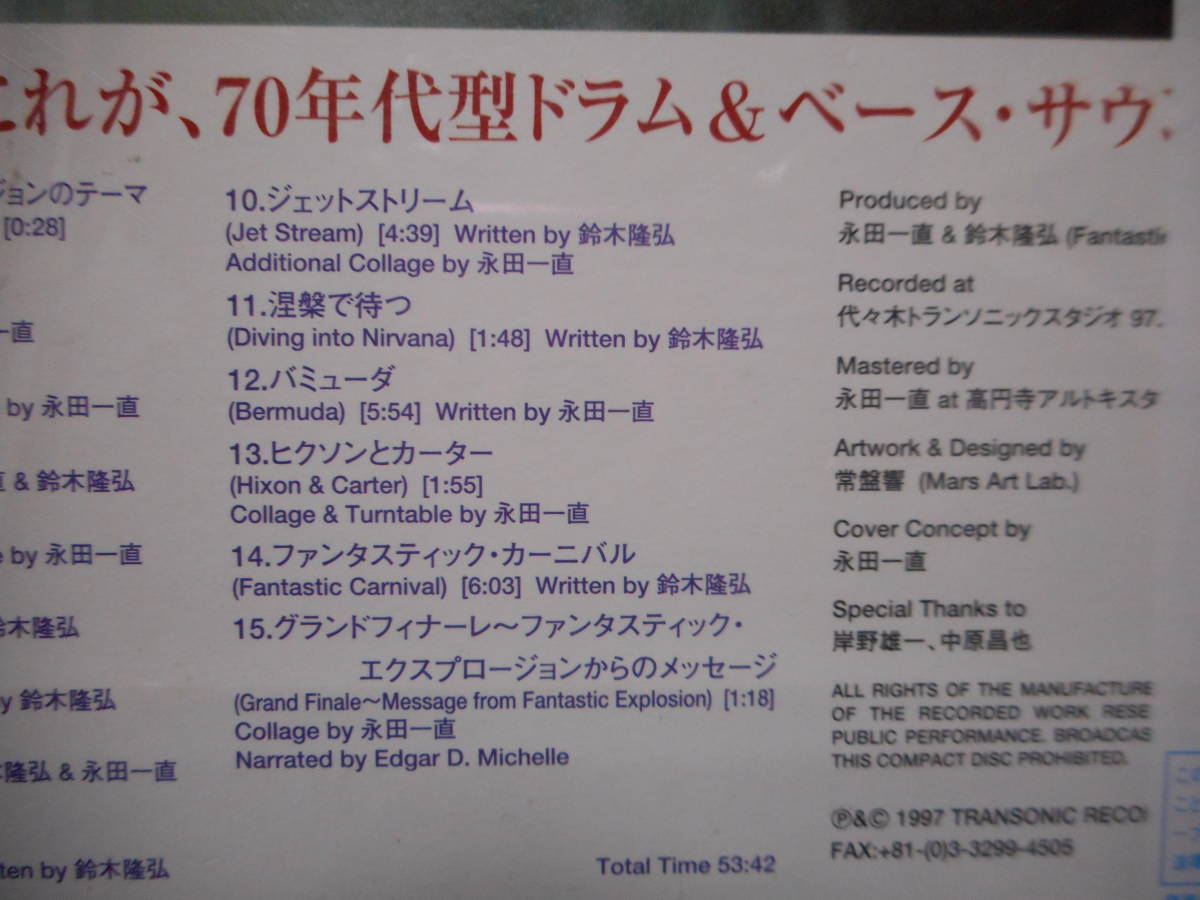 これが、70年代型ドラム&ベース・サウ
ジョンのテーマ
[0:28]
一直
by 永田一直
& 鈴木隆弘
by 永田一直
鈴木隆弘
by 鈴木隆弘
隆弘 & 永田一直
ten by 鈴木隆弘
10.ジェットストリーム
(Jet Stream) [4:39] Written by 鈴木隆弘
Additional Collage by 永田一直
11.涅槃で待つ
(Diving into Nirvana) [1:48] Written by 鈴木隆弘
12.バミューダ
(Bermuda) [5:54] Written by 永田一直
13.ヒクソンとカーター
(Hixon & Carter) [1:55]
Collage & Turntable by 永田一直
14.ファンタスティック・カーニバル
(Fantastic Carnival) [6:03] Written by 鈴木隆弘
15.グランドフィナーレ〜ファンタスティック・
エクスプロージョンからのメッセージ
(Grand Finale〜Message from Fantastic Explosion) [1:18]
Collage by 永田一直
Narrated by Edgar D. Michelle
Total Time 53:42
Produced by
永田一直 & 鈴木隆弘 (Fantastic
Recorded at
代々木トランソニックスタジオ 97.
Mastered by
永田一直 at 高円寺アルトキスタ
Artwork & Designed by
常盤響 (Mars Art Lab.)
Cover Concept by
永田一直
Special Thanks to
岸野雄一、中原昌也
ALL RIGHTS OF THE MANUFACTURE
OF THE RECORDED WORK RESE
PUBLIC PERFORMANCE. BROADCAS
THIS COMPACT DISC PROHIBITED.
℗&© 1997 TRANSONIC RECO
FAX:+81-(0)3-3299-4505